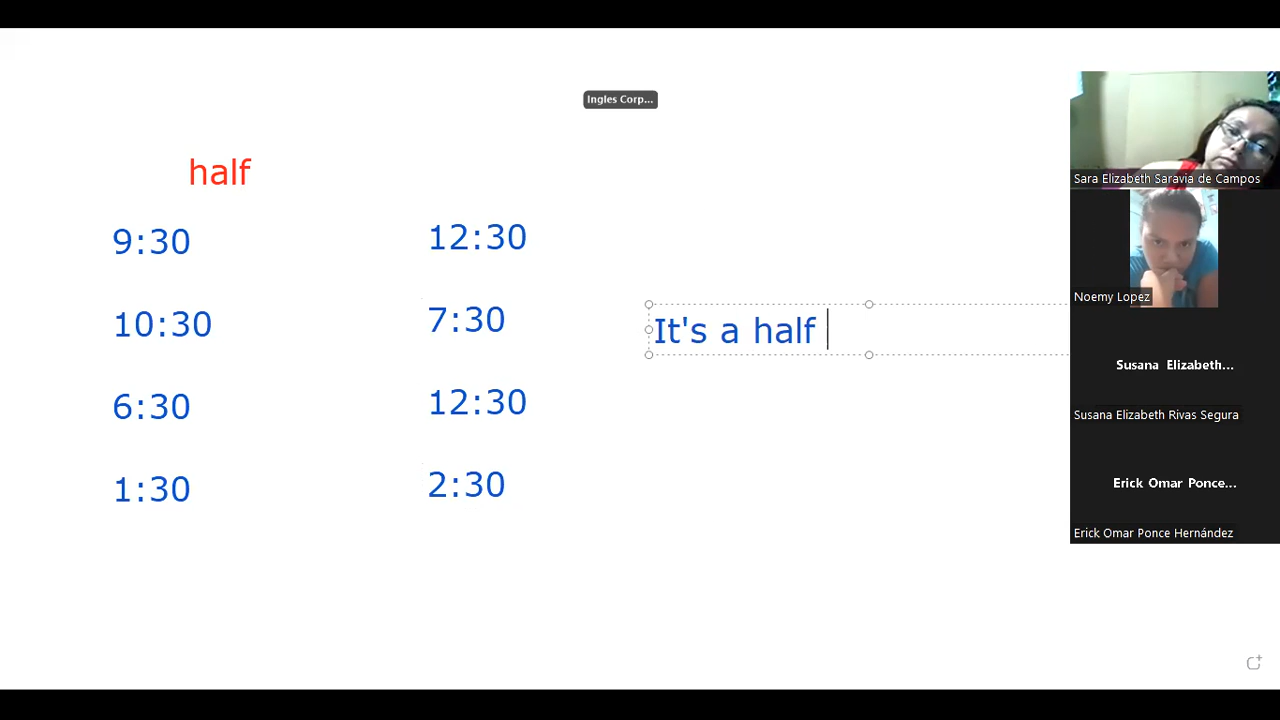 Ingles Corp...
half
9:30
12:30
10:30
7:30
It's a half
6:30
12:30
1:30
2:30
Sara Elizabeth Saravia de Campos
Noemy Lopez
Susana Elizabeth...
Susana Elizabeth Rivas Segura
Erick Omar Ponce...
Erick Omar Ponce Hernández